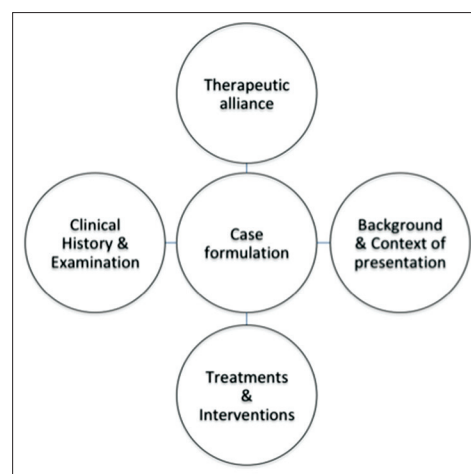 Therapeutic
alliance
Clinical
History &
Examination
Case
formulation
Background
& Context of
presentation
Treatments
&
Interventions